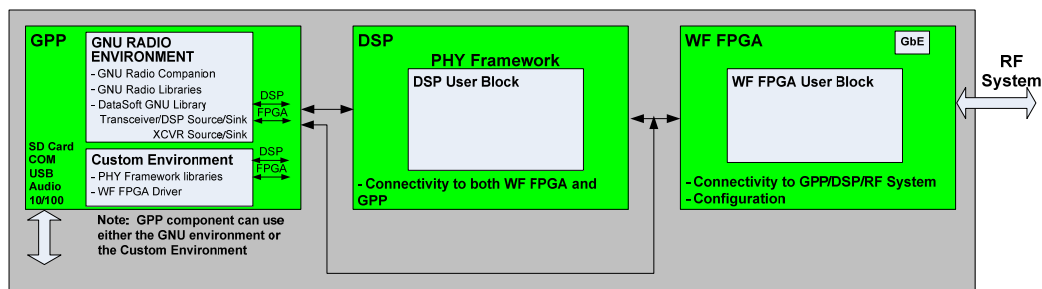 GPP
GNU RADIO
ENVIRONMENT
- GNU Radio Companion
- GNU Radio Libraries
- DataSoft GNU Library
Transceiver/DSP Source/Sink
XCVR Source/Sink
DSP
FPGA
Custom Environment
- PHY Framework libraries
- WF FPGA Driver
DSP
FPGA
SD Card
COM
USB
Audio
10/100
Note: GPP component can use
either the GNU environment or
the Custom Environment
DSP
PHY Framework
DSP User Block
- Connectivity to both WF FPGA and
GPP
WF FPGA
GbE
WF FPGA User Block
- Connectivity to GPP/DSP/RF System
- Configuration
RF
System